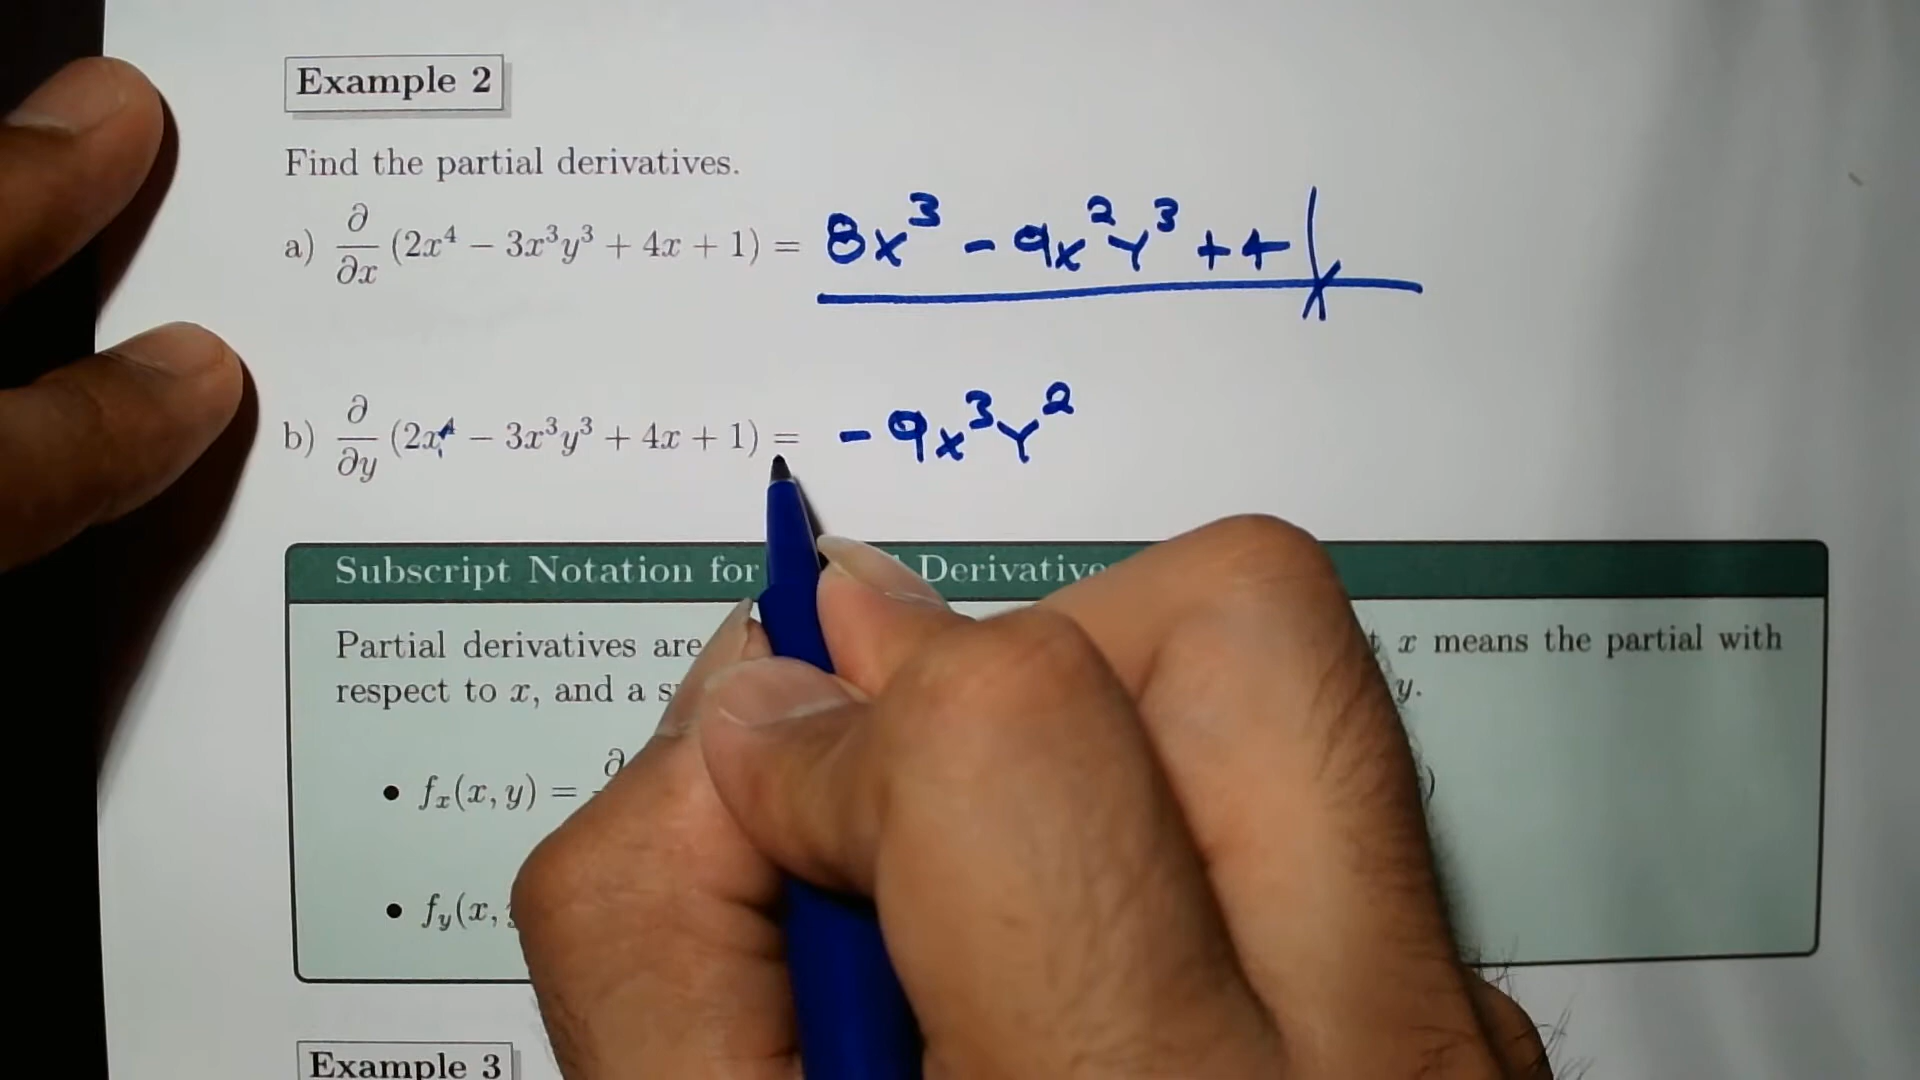 Example 2
Find the partial derivatives.
a) ∂/∂x (2x⁴ − 3x³y³ + 4x + 1) = 8x³ - 9x²y³ + 4
b) ∂/∂y (2x⁴ − 3x³y³ + 4x + 1) = - 9x³y²
Subscript Notation for Derivative
Partial derivatives are x means the partial with
respect to x, and a y.
• fₓ(x, y) = ∂ )
• f_y(x,
Example 3